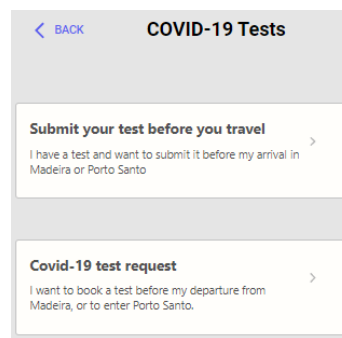 BACK COVID-19 Tests
Submit your test before you travel
I have a test and want to submit it before my arrival in
Madeira or Porto Santo
Covid-19 test request
I want to book a test before my departure from
Madeira, or to enter Porto Santo.